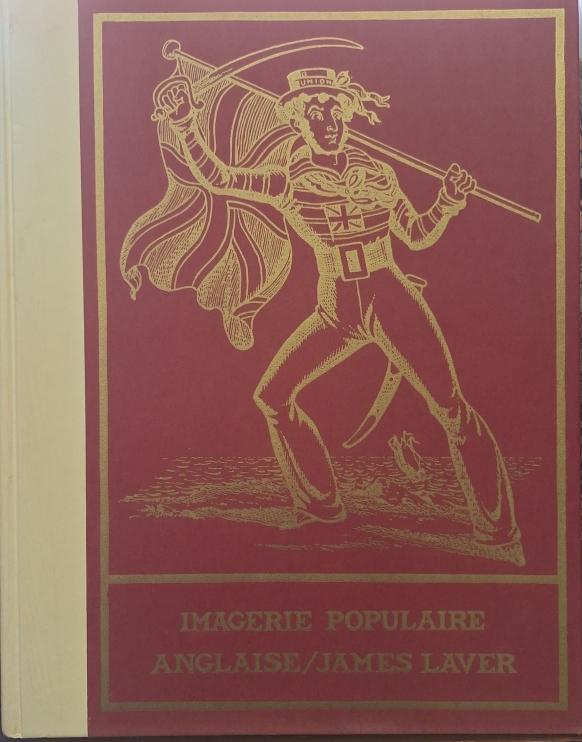 UNION
IMAGERIE POPULAIRE
ANGLAISE/JAMES LAVER